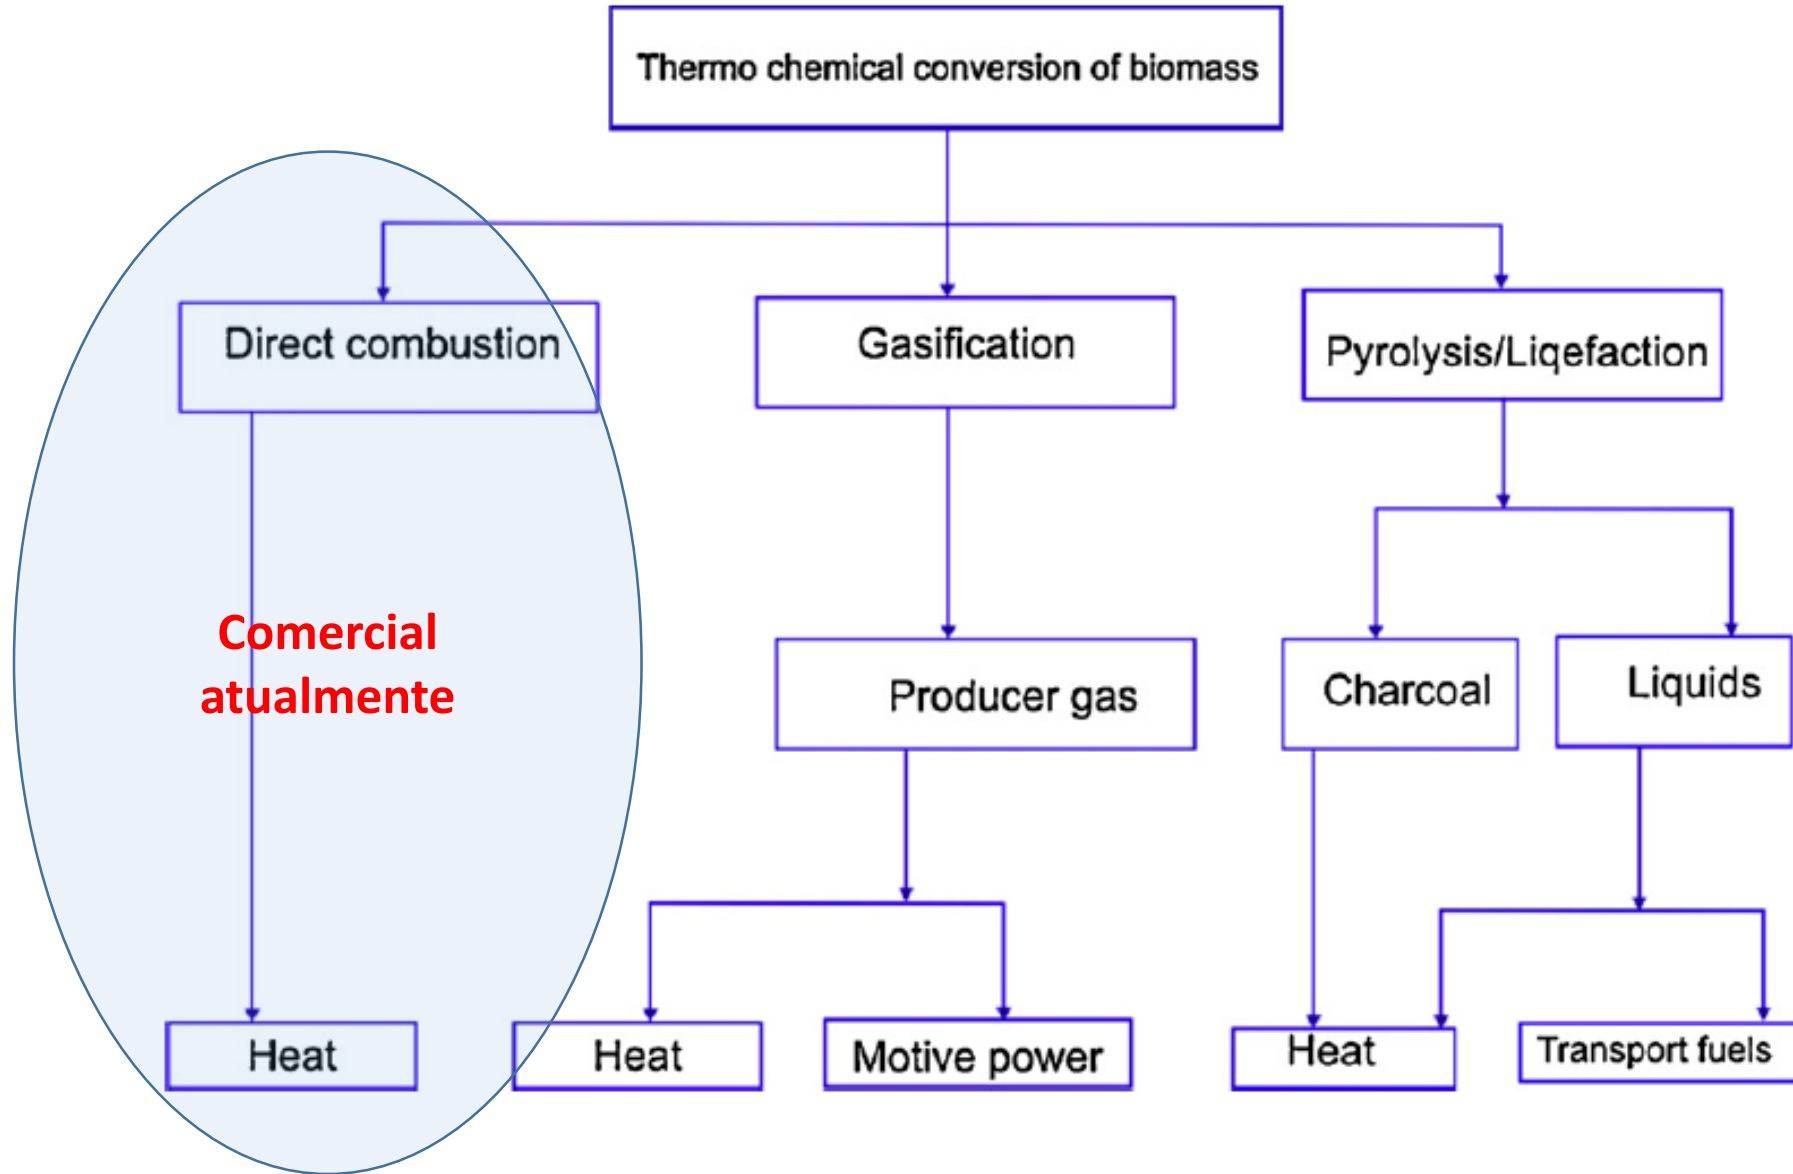 Thermo chemical conversion of biomass
Direct combustion
Gasification
Pyrolysis/Liqefaction
Comercial
atualmente
Producer gas
Charcoal
Liquids
Heat
Heat
Motive power
Heat
Transport fuels